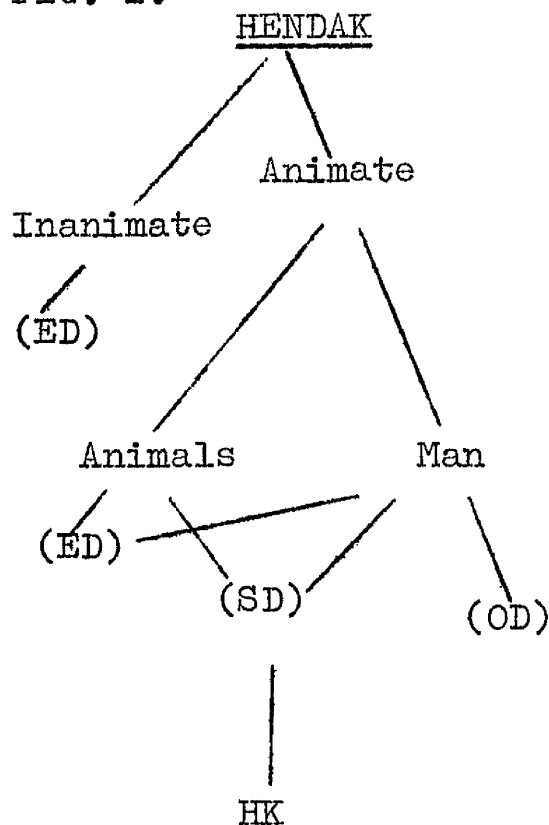 HENDAK
Animate
Inanimate
(ED)
Animals Man
(ED)
(SD)
(OD)
HK